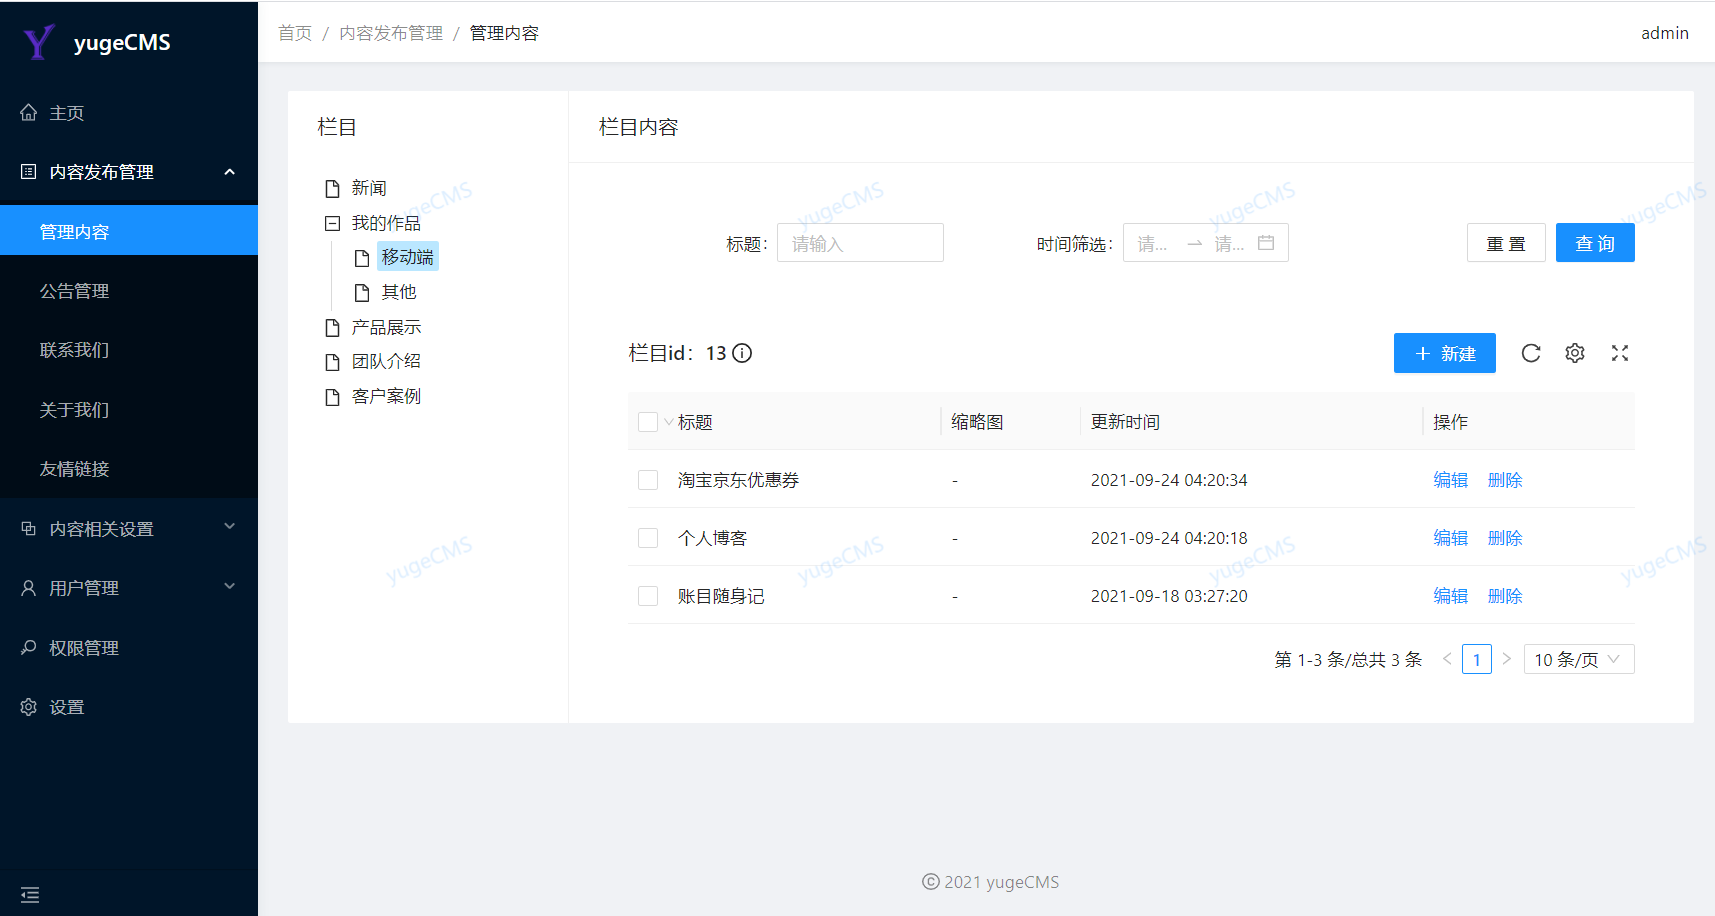 yugeCMS
首页 / 内容发布管理 / 管理内容
admin
主页
内容发布管理
管理内容
公告管理
联系我们
关于我们
友情链接
内容相关设置
用户管理
权限管理
设置
栏目
新闻
我的作品
移动端
其他
产品展示
团队介绍
客户案例
栏目内容
标题: 请输入 时间筛选: 请... → 请... 重 置 查 询
栏目id: 13 + 新建
标题 缩略图 更新时间 操作
淘宝京东优惠券 - 2021-09-24 04:20:34 编辑 删除
个人博客 - 2021-09-24 04:20:18 编辑 删除
账目随身记 - 2021-09-18 03:27:20 编辑 删除
第 1-3 条/总共 3 条 < 1 > 10 条/页
© 2021 yugeCMS
yugeCMS
yugeCMS
yugeCMS
yugeCMS
yugeCMS
yugeCMS
yugeCMS
yugeCMS